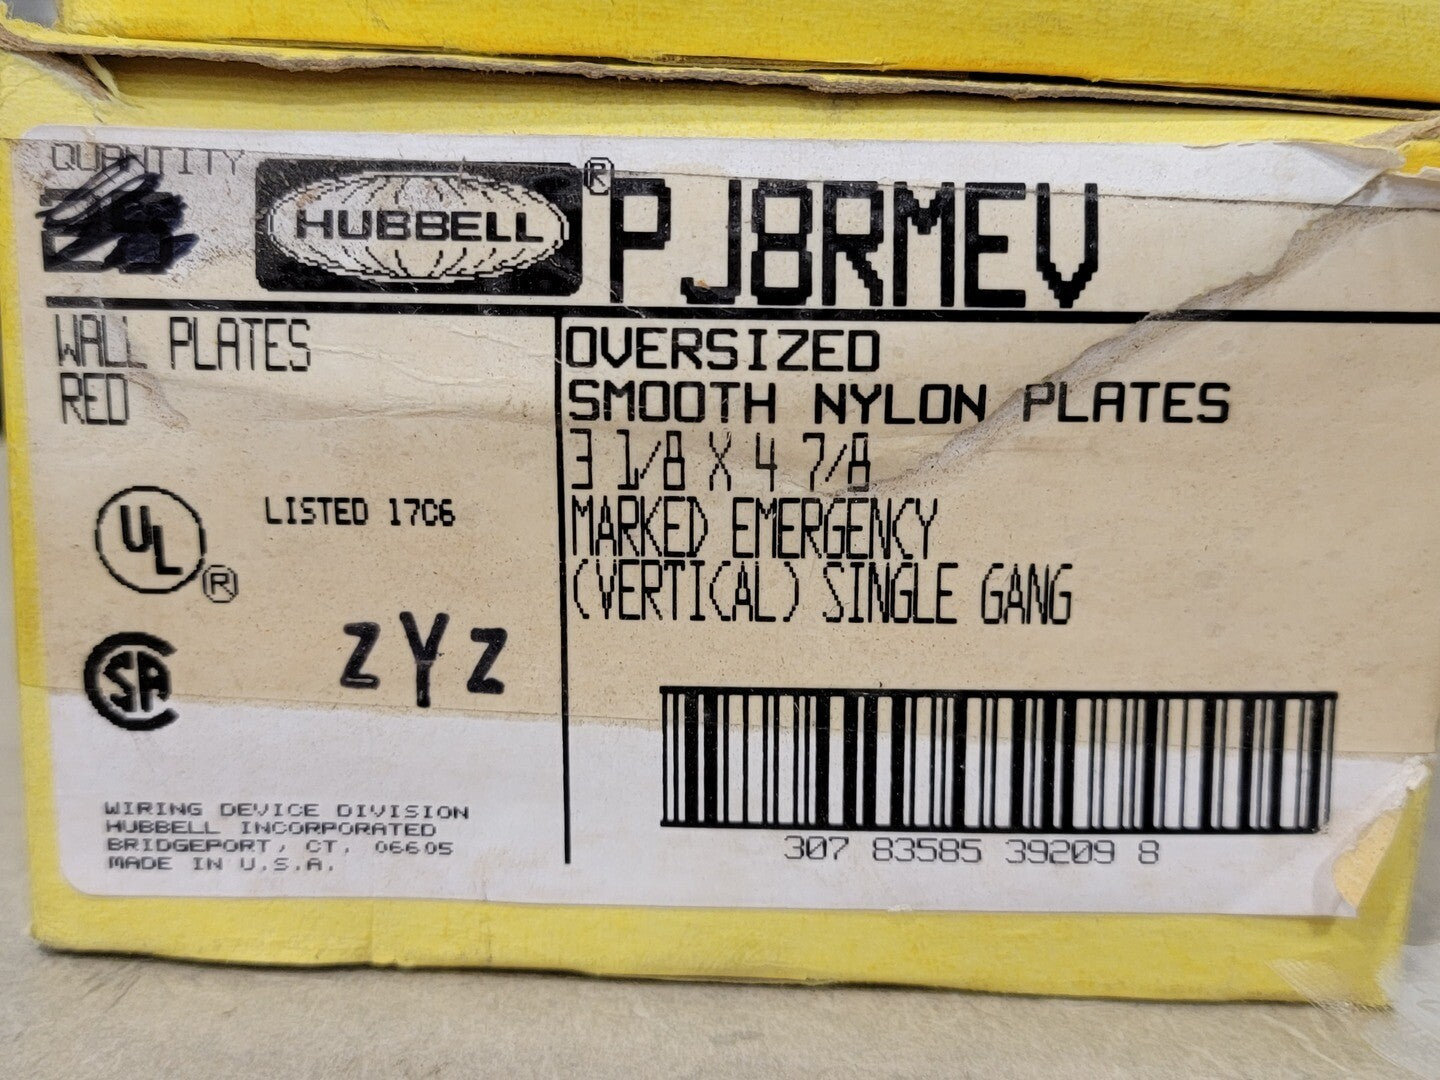 QUANTITY
HUBBELL®
PJ8RMEV
WALL PLATES
RED
OVERSIZED
SMOOTH NYLON PLATES
3 1/8 X 4 7/8
MARKED EMERGENCY
(VERTICAL) SINGLE GANG
UL®
LISTED 17C6
SA
ZYZ
WIRING DEVICE DIVISION
HUBBELL INCORPORATED
BRIDGEPORT, CT, 06605
MADE IN U.S.A.
307 83585 39209 8